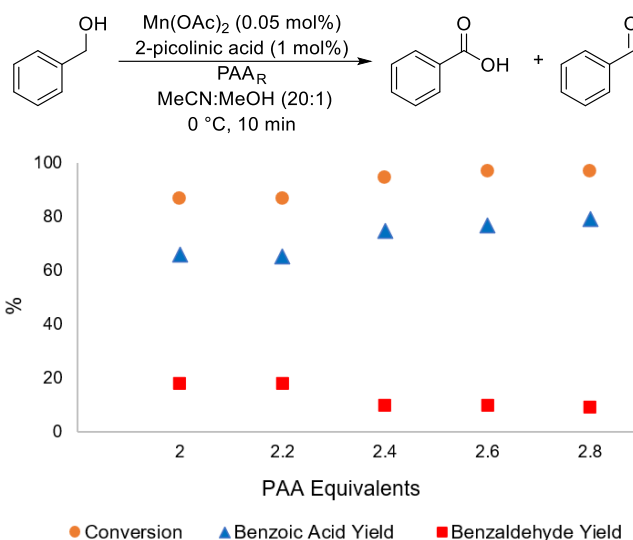 OH
Mn(OAc)₂ (0.05 mol%)
2-picolinic acid (1 mol%)
PAA_R
MeCN:MeOH (20:1)
0 °C, 10 min
O
OH
+
O
100
80
60
40
20
0
%
2 2.2 2.4 2.6 2.8
PAA Equivalents
Conversion Benzoic Acid Yield Benzaldehyde Yield